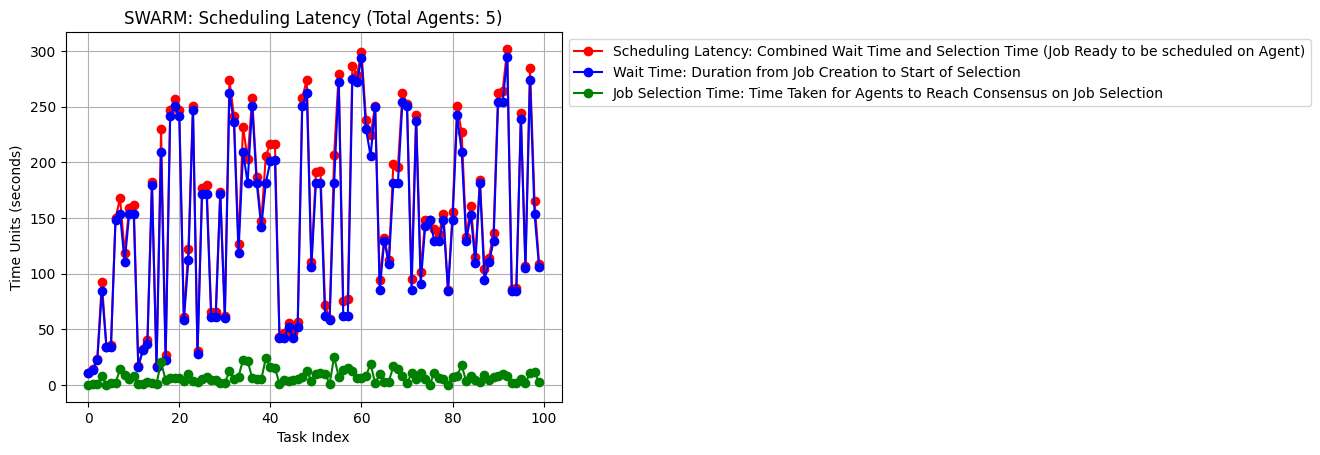 SWARM: Scheduling Latency (Total Agents: 5)
Scheduling Latency: Combined Wait Time and Selection Time (Job Ready to be scheduled on Agent)
Wait Time: Duration from Job Creation to Start of Selection
Job Selection Time: Time Taken for Agents to Reach Consensus on Job Selection
Time Units (seconds)
300
250
200
150
100
50
0
0 20 40 60 80 100
Task Index